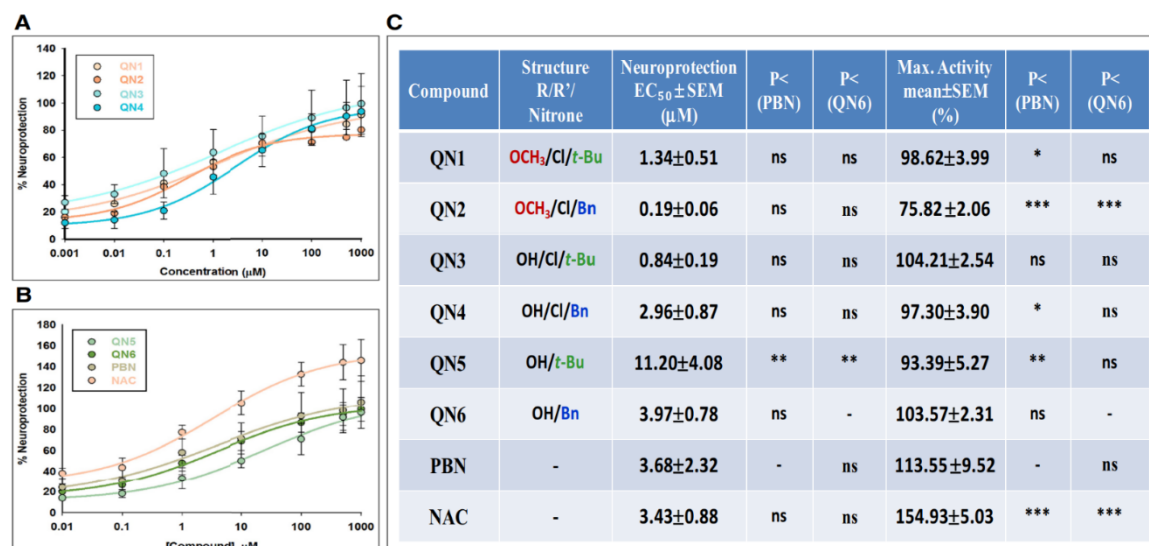 A
140
120
100
80
60
40
20
0
% Neuroprotection
QN1
QN2
QN3
QN4
0.001 0.01 0.1 1 10 100 1000
Concentration (µM)
B
180
160
140
120
100
80
60
40
20
0
% Neuroprotection
QN5
QN6
PBN
NAC
0.01 0.1 1 10 100 1000
[Compound], µM
C
Compound Structure R/R'/ Nitrone Neuroprotection EC50 ± SEM (µM) P< (PBN) P< (QN6) Max. Activity mean±SEM (%) P< (PBN) P< (QN6)
QN1 OCH3/Cl/t-Bu 1.34±0.51 ns ns 98.62±3.99 * ns
QN2 OCH3/Cl/Bn 0.19±0.06 ns ns 75.82±2.06 *** ***
QN3 OH/Cl/t-Bu 0.84±0.19 ns ns 104.21±2.54 ns ns
QN4 OH/Cl/Bn 2.96±0.87 ns ns 97.30±3.90 * ns
QN5 OH/t-Bu 11.20±4.08 ** ** 93.39±5.27 ** ns
QN6 OH/Bn 3.97±0.78 ns - 103.57±2.31 ns -
PBN - 3.68±2.32 - ns 113.55±9.52 - ns
NAC - 3.43±0.88 ns ns 154.93±5.03 *** ***